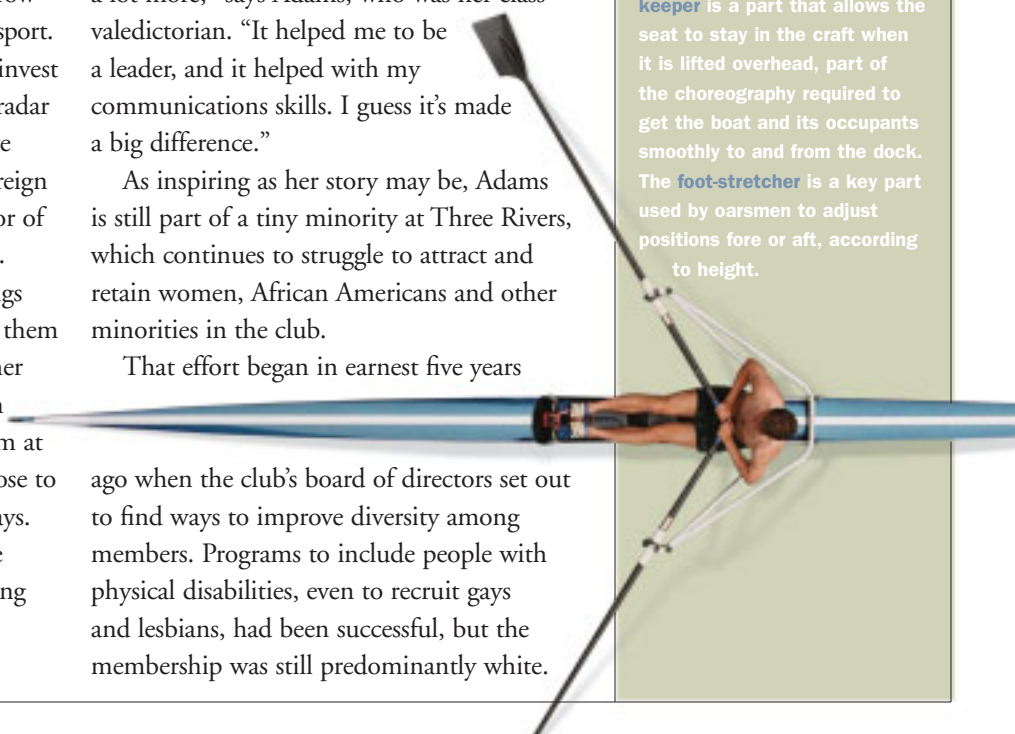 ow
sport.
invest
radar
e
reign
or of
.
gs
them
ner
n
m at
ose to
ays.
e
ng
a lot more,” says Adams, who was her class
valedictorian. “It helped me to be
a leader, and it helped with my
communications skills. I guess it’s made
a big difference.”
As inspiring as her story may be, Adams
is still part of a tiny minority at Three Rivers,
which continues to struggle to attract and
retain women, African Americans and other
minorities in the club.
That effort began in earnest five years
ago when the club’s board of directors set out
to find ways to improve diversity among
members. Programs to include people with
physical disabilities, even to recruit gays
and lesbians, had been successful, but the
membership was still predominantly white.
keeper is a part that allows the
seat to stay in the craft when
it is lifted overhead, part of
the choreography required to
get the boat and its occupants
smoothly to and from the dock.
The foot-stretcher is a key part
used by oarsmen to adjust
positions fore or aft, according
to height.